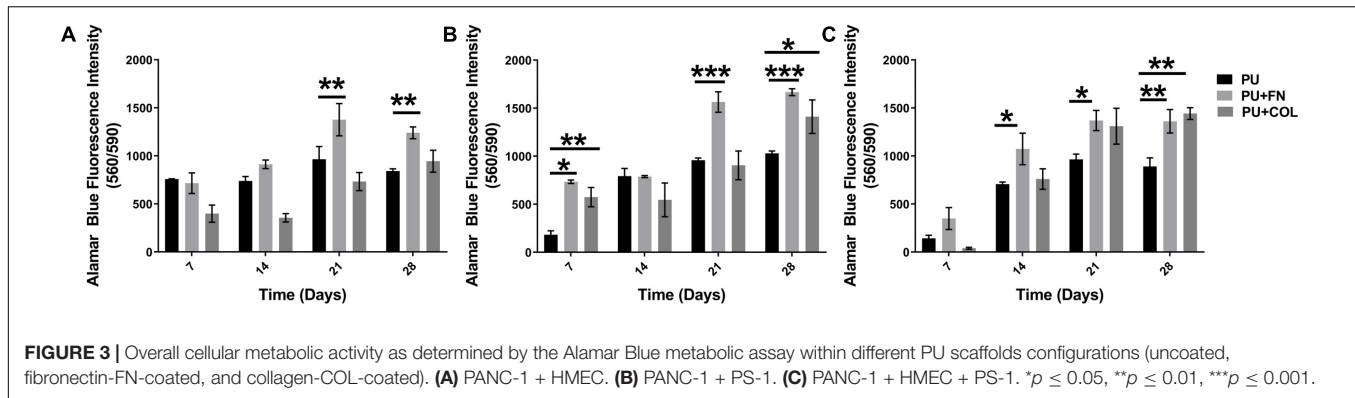 A
Alamar Blue Fluorescence Intensity
(560/590)
2000
1500
1000
500
0
**
**
7
14
21
28
Time (Days)
B
Alamar Blue Fluorescence Intensity
(560/590)
2000
1500
1000
500
0
**
*
***
*
***
7
14
21
28
Time (Days)
C
Alamar Blue Fluorescence Intensity
(560/590)
2000
1500
1000
500
0
*
*
**
**
7
14
21
28
Time (Days)
PU
PU+FN
PU+COL
FIGURE 3 | Overall cellular metabolic activity as determined by the Alamar Blue metabolic assay within different PU scaffolds configurations (uncoated,
fibronectin-FN-coated, and collagen-COL-coated). (A) PANC-1 + HMEC. (B) PANC-1 + PS-1. (C) PANC-1 + HMEC + PS-1. *p ≤ 0.05, **p ≤ 0.01, ***p ≤ 0.001.